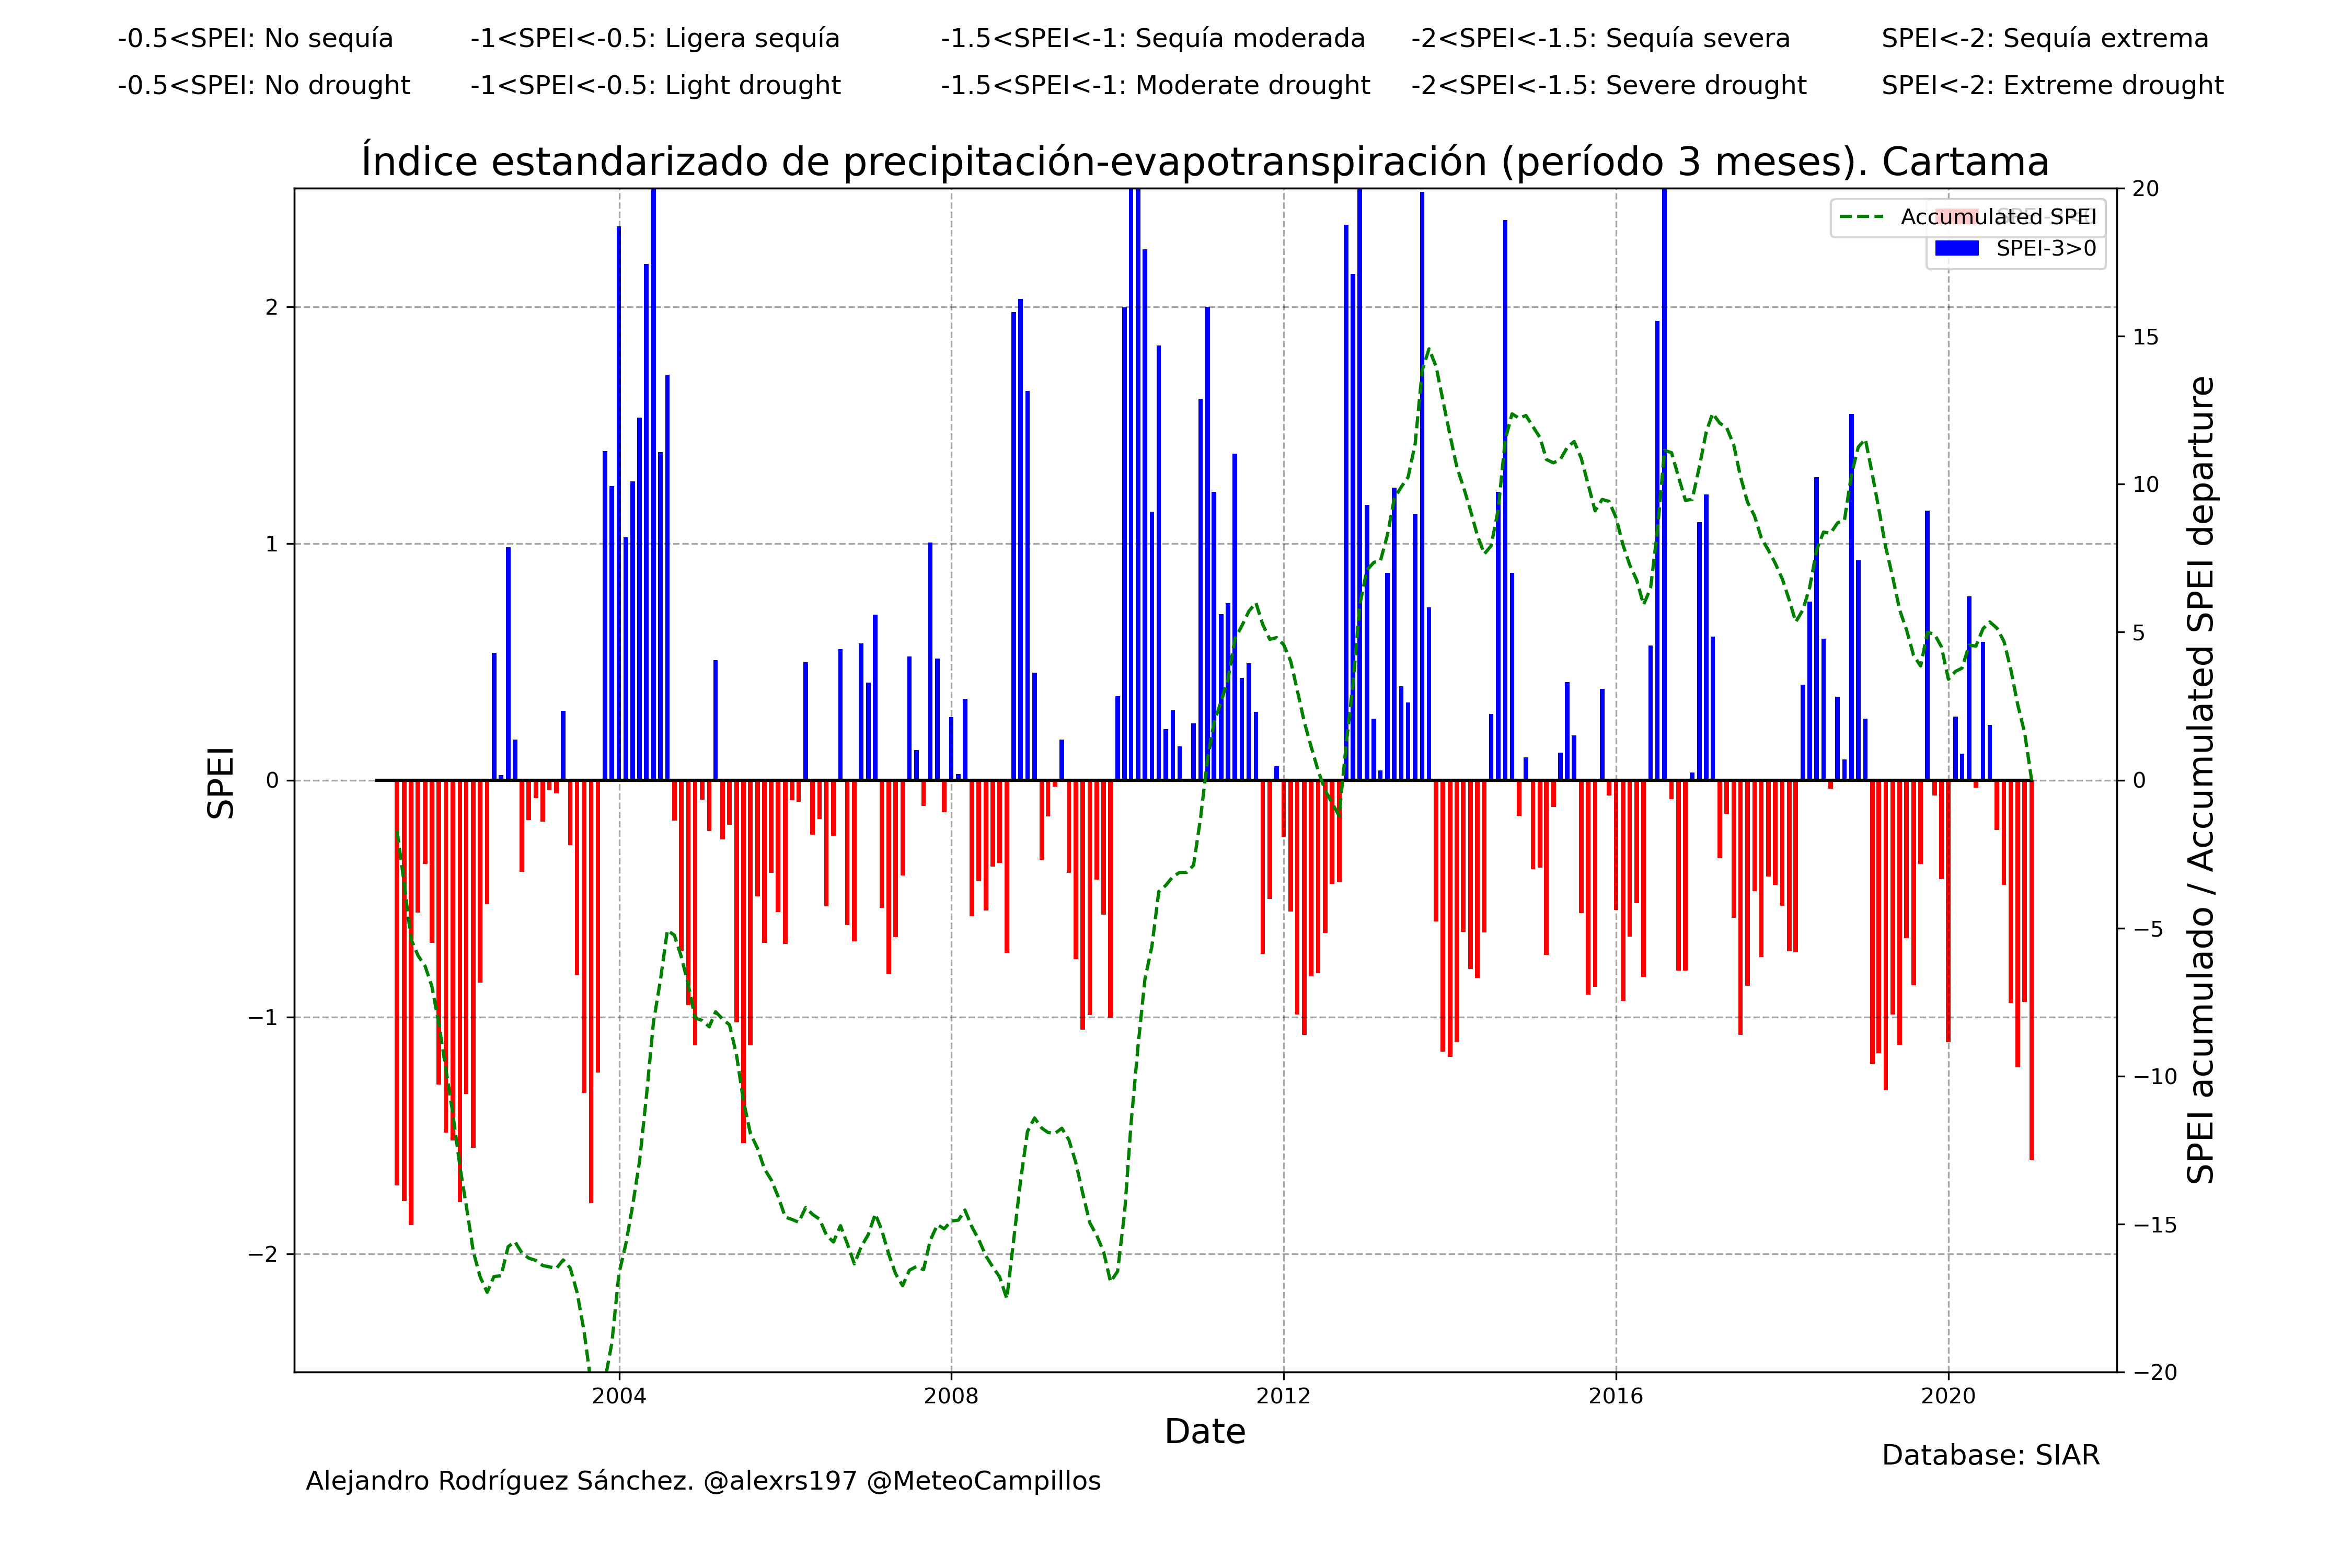 -0.5<SPEI: No sequía -1<SPEI<-0.5: Ligera sequía -1.5<SPEI<-1: Sequía moderada -2<SPEI<-1.5: Sequía severa SPEI<-2: Sequía extrema
-0.5<SPEI: No drought -1<SPEI<-0.5: Light drought -1.5<SPEI<-1: Moderate drought -2<SPEI<-1.5: Severe drought SPEI<-2: Extreme drought
Índice estandarizado de precipitación-evapotranspiración (período 3 meses). Cartama
Accumulated SPEI
SPEI-3>0
SPEI
2
1
0
−1
−2
20
15
10
5
0
−5
−10
−15
−20
SPEI acumulado / Accumulated SPEI departure
2004 2008 2012 2016 2020
Date
Database: SIAR
Alejandro Rodríguez Sánchez. @alexrs197 @MeteoCampillos